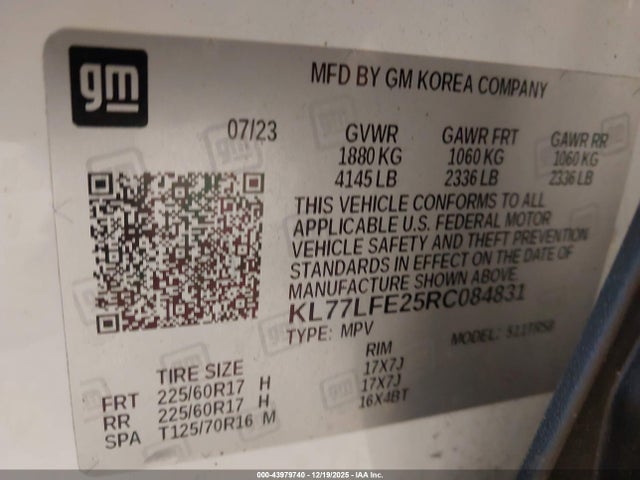 gm
MFD BY GM KOREA COMPANY
07/23 GVWR GAWR FRT GAWR RR
1880 KG 1060 KG 1060 KG
4145 LB 2336 LB 2336 LB
THIS VEHICLE CONFORMS TO ALL
APPLICABLE U.S. FEDERAL MOTOR
VEHICLE SAFETY AND THEFT PREVENTION
STANDARDS IN EFFECT ON THE DATE OF
MANUFACTURE SHOWN ABOVE.
KL77LFE25RC084831
TYPE: MPV MODEL:
TIRE SIZE RIM
FRT 225/60R17 H 17X7J
RR 225/60R17 H 17X7J
SPA T125/70R16 M 16X4BT
000-43979740 - 12/19/2025 - IAA Inc.